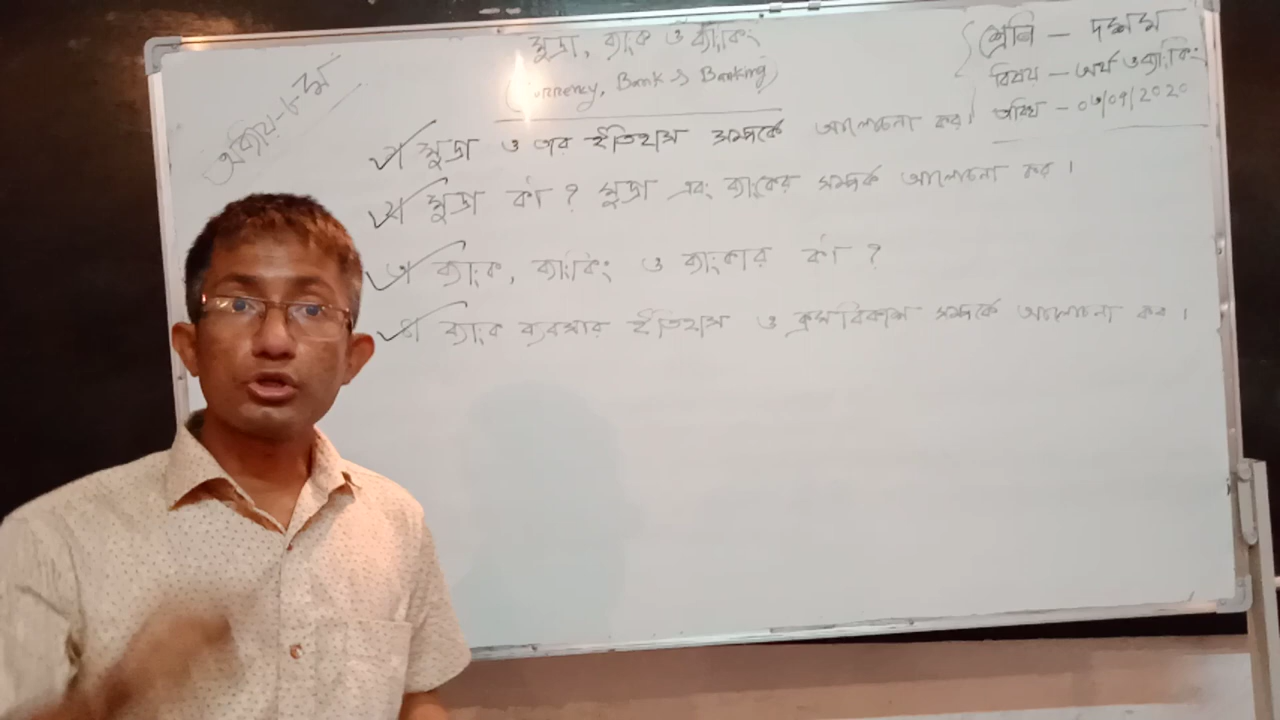 মুদ্রা, ব্যাংক ও ব্যাংকিং
(Currency, Bank & Banking)
শ্রেণি - দশম
বিষয় - অর্থ ও ব্যাংকিং
তারিখ - ০৬/০৭/2020
অধ্যায়-৮ম
১। মুদ্রা ও তার ইতিহাস সম্পর্কে আলোচনা কর।
২। মুদ্রা কী ? মুদ্রা এবং ব্যাংকের সম্পর্ক আলোচনা কর।
৩। ব্যাংক, ব্যাংকিং ও ব্যাংকার কী ?
৪। ব্যাংক ব্যবসার ইতিহাস ও ক্রমবিকাশ সম্পর্কে আলোচনা কর।